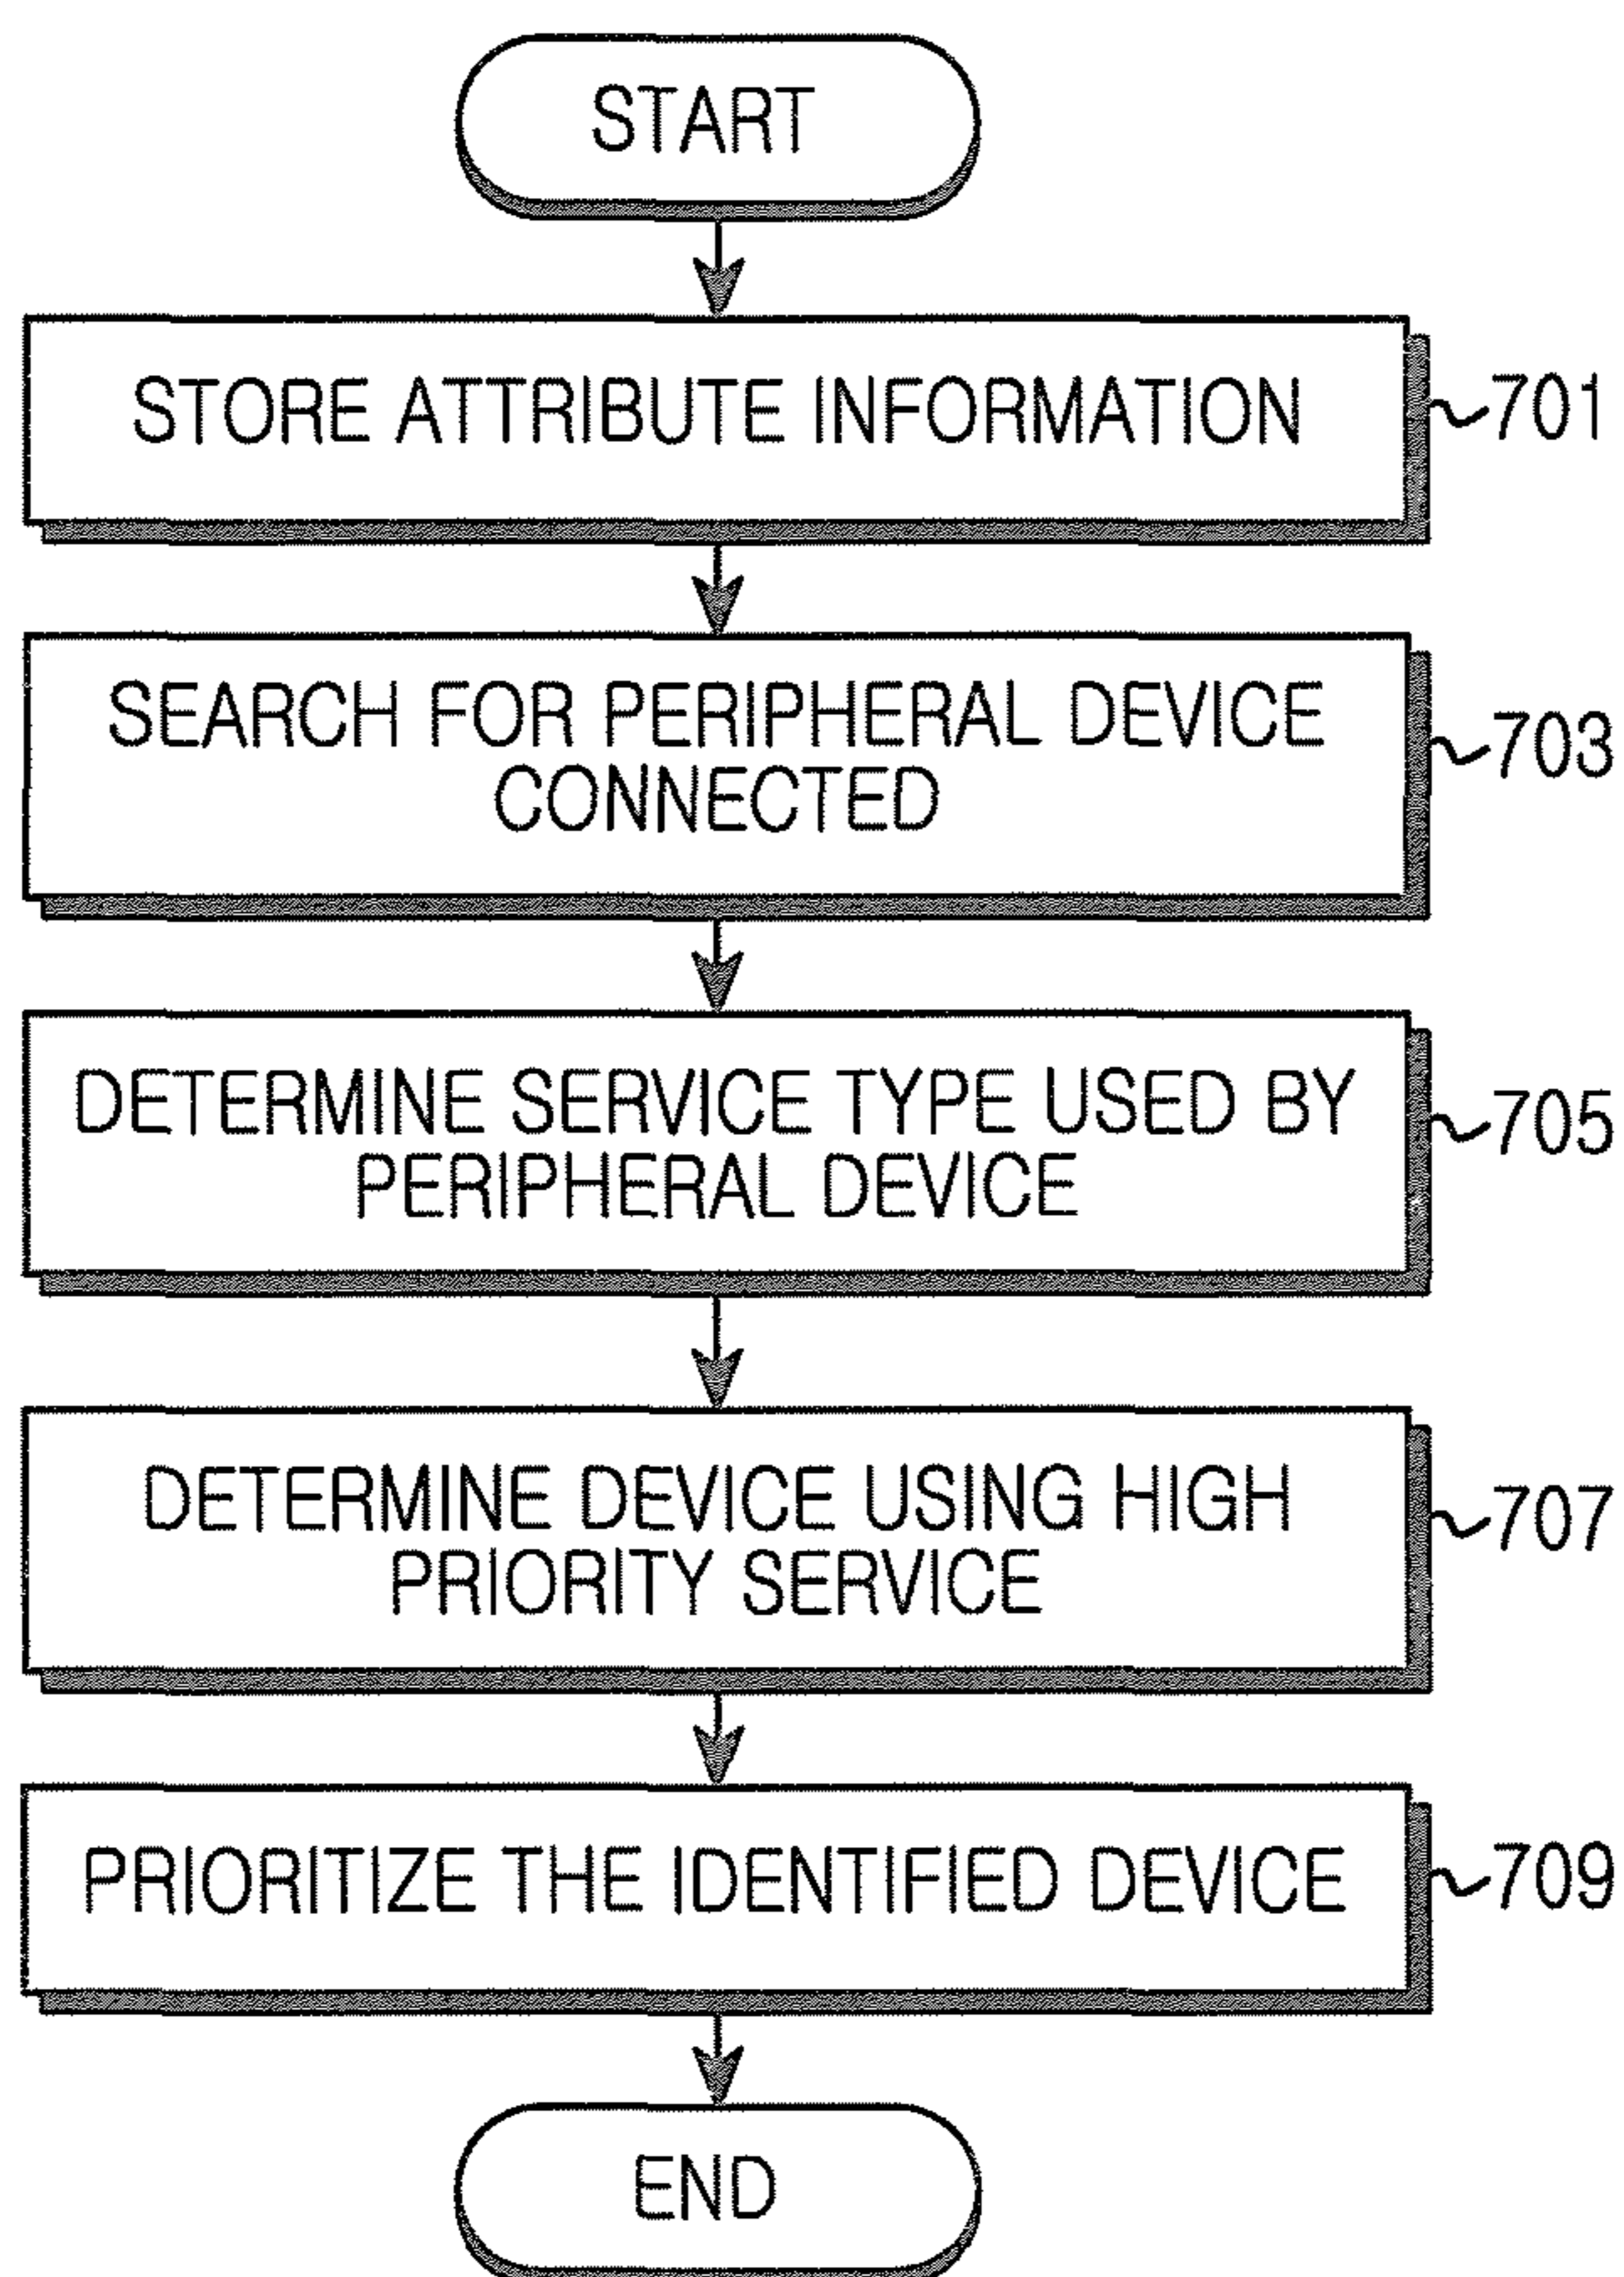 START
STORE ATTRIBUTE INFORMATION
701
SEARCH FOR PERIPHERAL DEVICE
CONNECTED
703
DETERMINE SERVICE TYPE USED BY
PERIPHERAL DEVICE
705
DETERMINE DEVICE USING HIGH
PRIORITY SERVICE
707
PRIORITIZE THE IDENTIFIED DEVICE
709
END